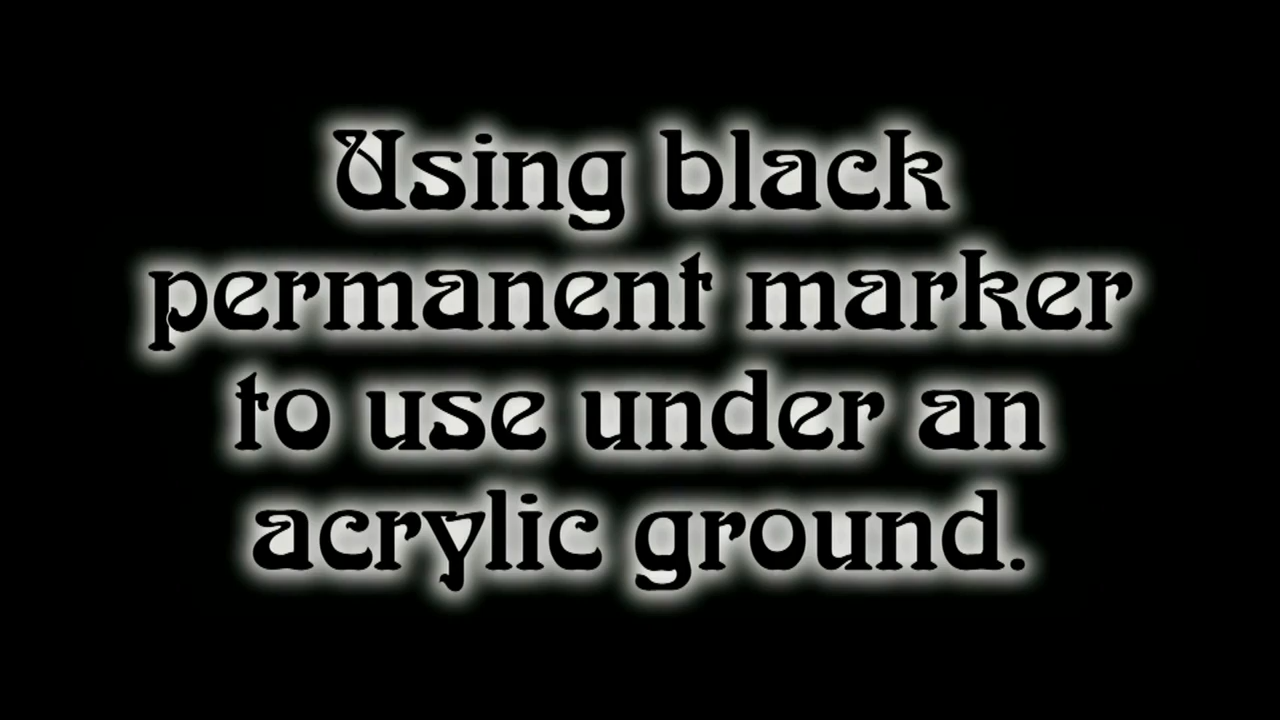 Using black
permanent marker
to use under an
acrylic ground.